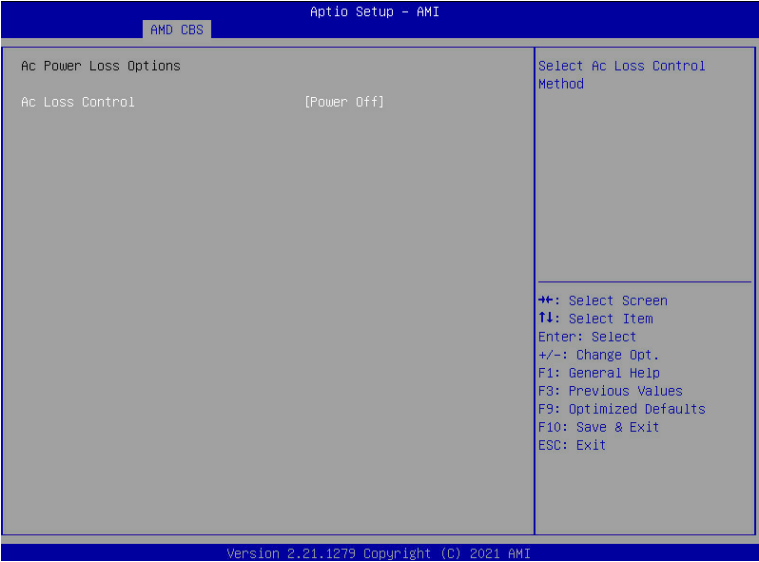 Aptio Setup – AMI
AMD CBS
Ac Power Loss Options
Ac Loss Control [Power Off]
Select Ac Loss Control
Method
→←: Select Screen
↑↓: Select Item
Enter: Select
+/-: Change Opt.
F1: General Help
F3: Previous Values
F9: Optimized Defaults
F10: Save & Exit
ESC: Exit
Version 2.21.1279 Copyright (C) 2021 AMI